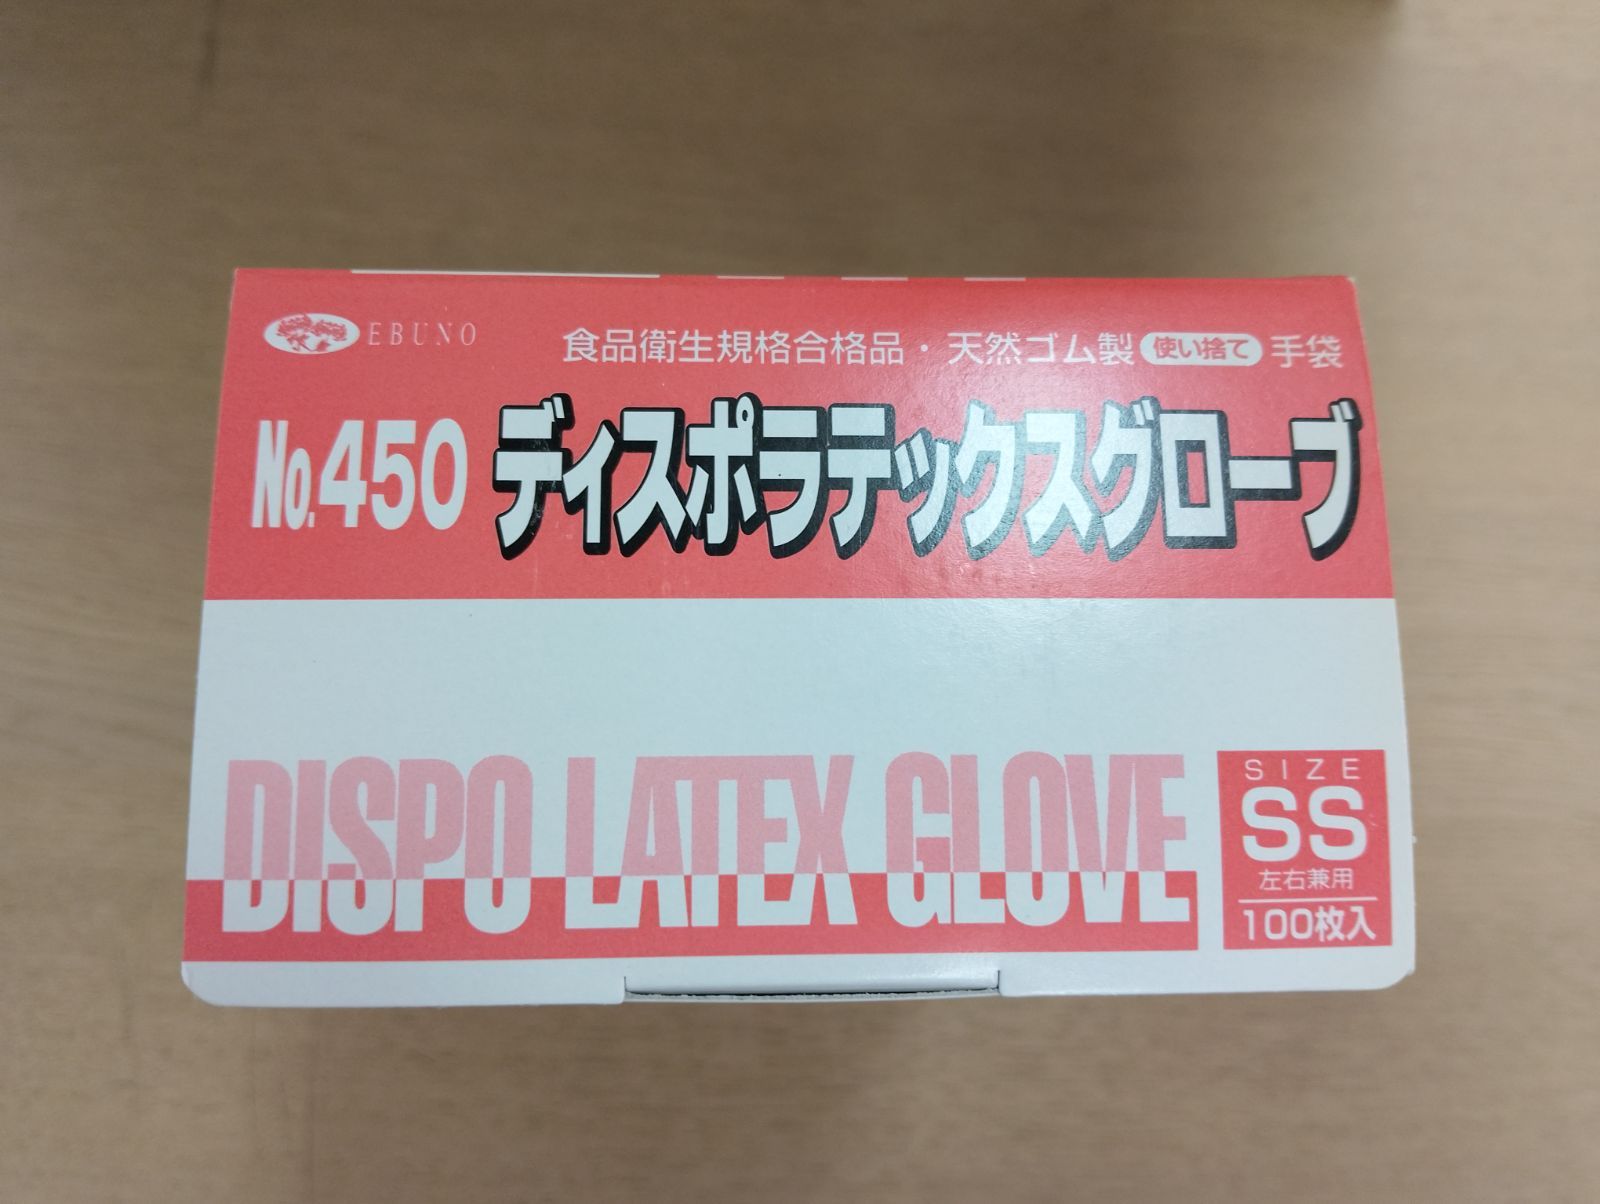 EBUNO
食品衛生規格合格品・天然ゴム製 使い捨て 手袋
No.450 ディスポラテックスグローブ
DISPO LATEX GLOVE
SIZE
SS
左右兼用
100枚入